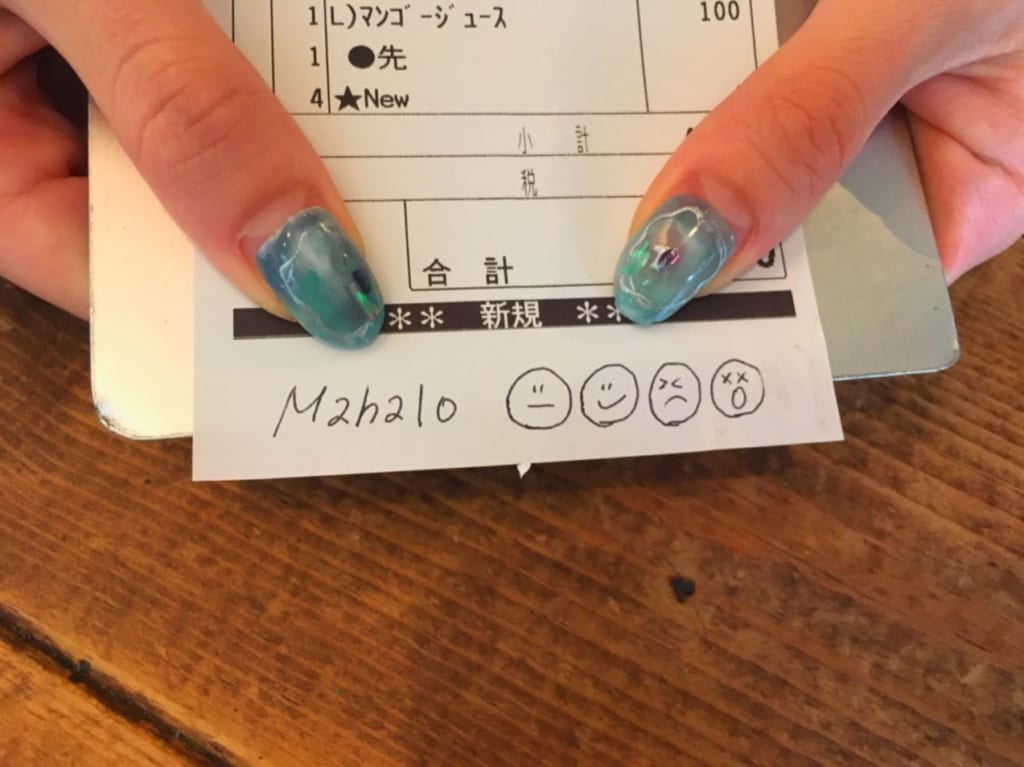 1 L)ﾏﾝｺﾞｰｼﾞｭｰｽ 100
1 ●先
4 ★New
小 計
税
合 計
** 新規 **
Mahalo